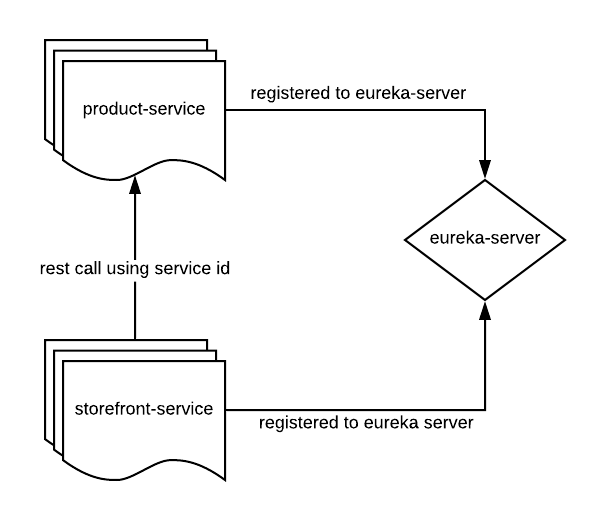 registered to eureka-server
product-service
eureka-server
rest call using service id
storefront-service
registered to eureka server